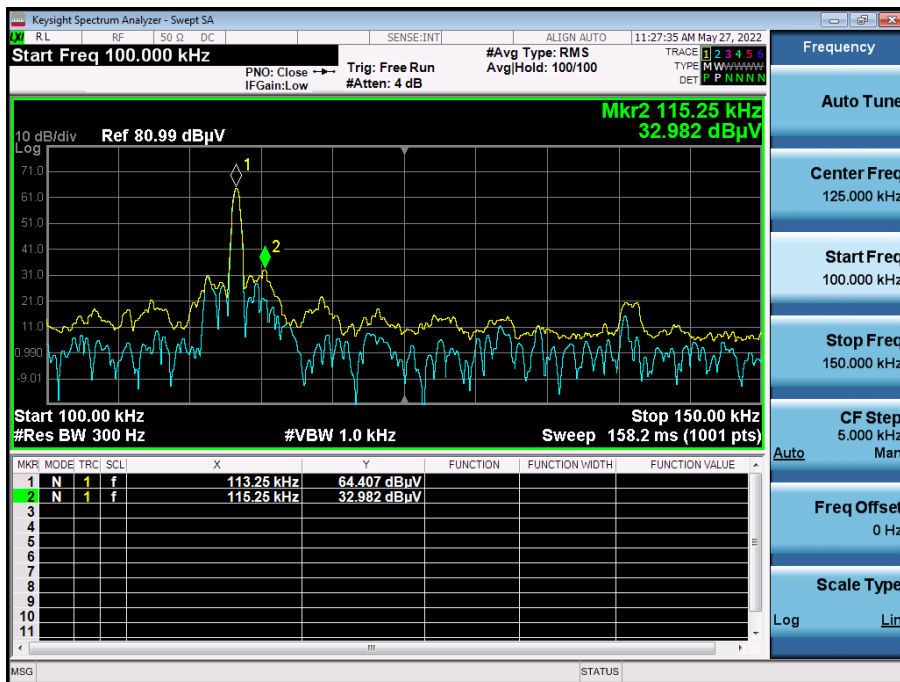 Keysight Spectrum Analyzer - Swept SA
LXI RL RF 50 Ω DC SENSE:INT ALIGN AUTO 11:27:35 AM May 27, 2022
Start Freq 100.000 kHz
PNO: Close
IFGain:Low
Trig: Free Run
#Atten: 4 dB
#Avg Type: RMS
Avg|Hold: 100/100
TRACE 1 2 3 4 5 6
TYPE MWWWWW
DET P P N N N N
Mkr2 115.25 kHz
32.982 dBµV
10 dB/div Ref 80.99 dBµV
Log
71.0
61.0
51.0
41.0
31.0
21.0
11.0
0.990
-9.01
1
2
Start 100.00 kHz Stop 150.00 kHz
#Res BW 300 Hz #VBW 1.0 kHz Sweep 158.2 ms (1001 pts)
MKR MODE TRC SCL X Y FUNCTION FUNCTION WIDTH FUNCTION VALUE
1 N 1 f 113.25 kHz 64.407 dBµV
2 N 1 f 115.25 kHz 32.982 dBµV
3
4
5
6
7
8
9
10
11
MSG STATUS
Frequency
Auto Tune
Center Freq
125.000 kHz
Start Freq
100.000 kHz
Stop Freq
150.000 kHz
CF Step
5.000 kHz
Auto Man
Freq Offset
0 Hz
Scale Type
Log Lin